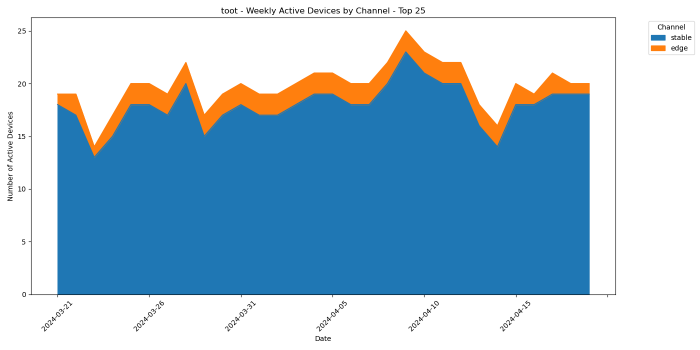 toot - Weekly Active Devices by Channel - Top 25
Number of Active Devices
25
20
15
10
5
0
2024-03-21
2024-03-26
2024-03-31
2024-04-05
2024-04-10
2024-04-15
Date
Channel
stable
edge